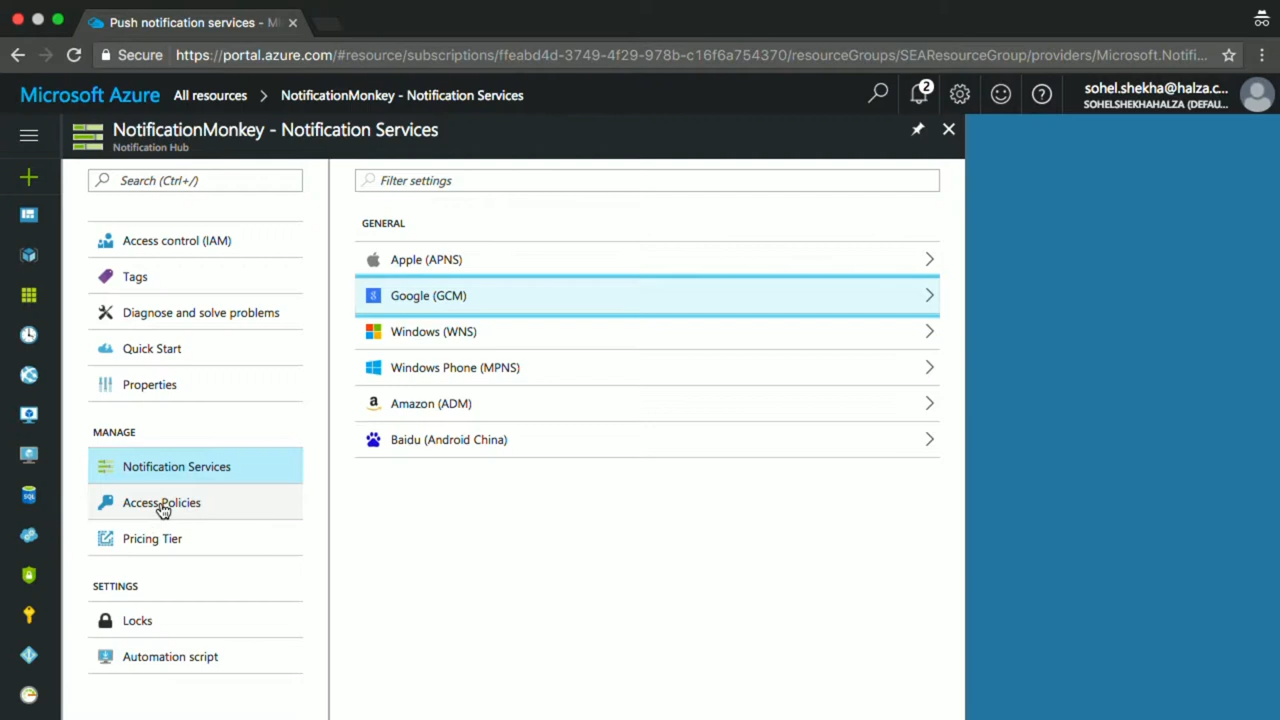 Push notification services - M
Secure https://portal.azure.com/#resource/subscriptions/ffeabd4d-3749-4f29-978b-c16f6a754370/resourceGroups/SEAResourceGroup/providers/Microsoft.Notifi...
Microsoft Azure All resources > NotificationMonkey - Notification Services 2 sohel.shekha@halza.c...
SOHELSHEKHAHALZA (DEFAU...
NotificationMonkey - Notification Services
Notification Hub
Search (Ctrl+/)
Filter settings
GENERAL
Access control (IAM)
Apple (APNS)
Tags
Google (GCM)
Diagnose and solve problems
Windows (WNS)
Quick Start
Windows Phone (MPNS)
Properties
Amazon (ADM)
MANAGE
Baidu (Android China)
Notification Services
SQL
Access Policies
Pricing Tier
SETTINGS
Locks
Automation script